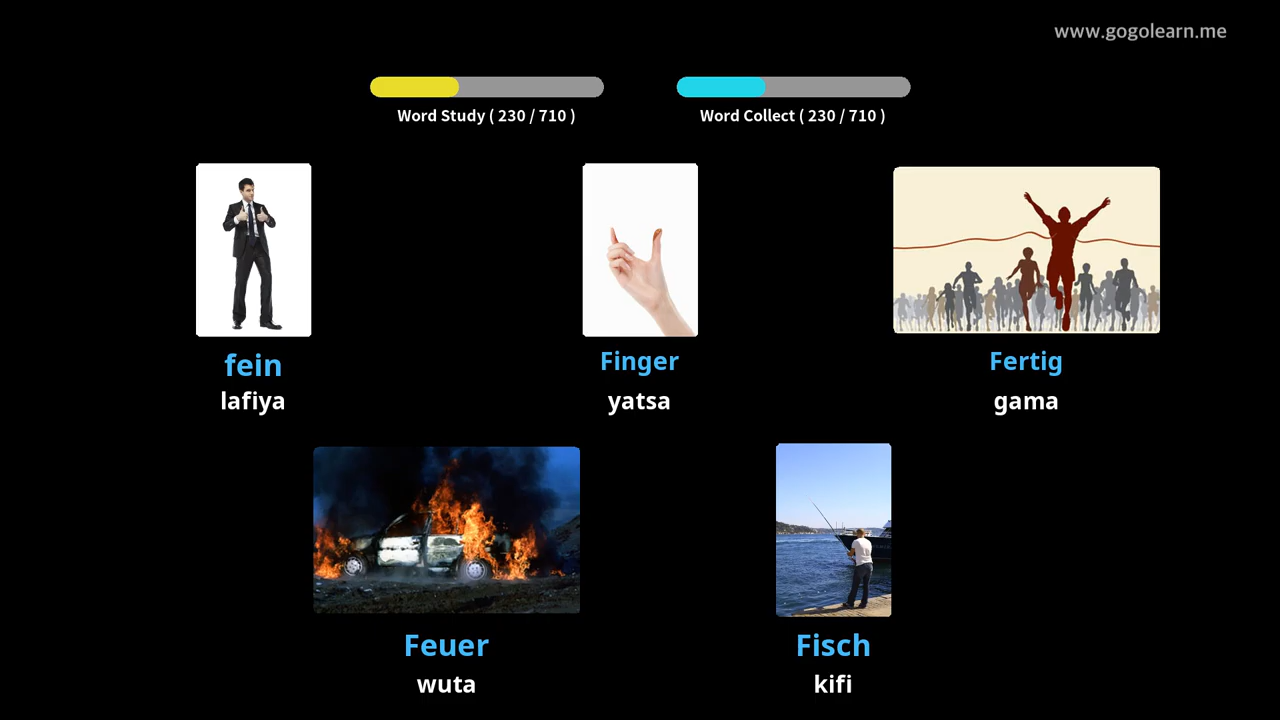 www.gogolearn.me
Word Study ( 230 / 710 )
Word Collect ( 230 / 710 )
fein
lafiya
Finger
yatsa
Fertig
gama
Feuer
wuta
Fisch
kifi